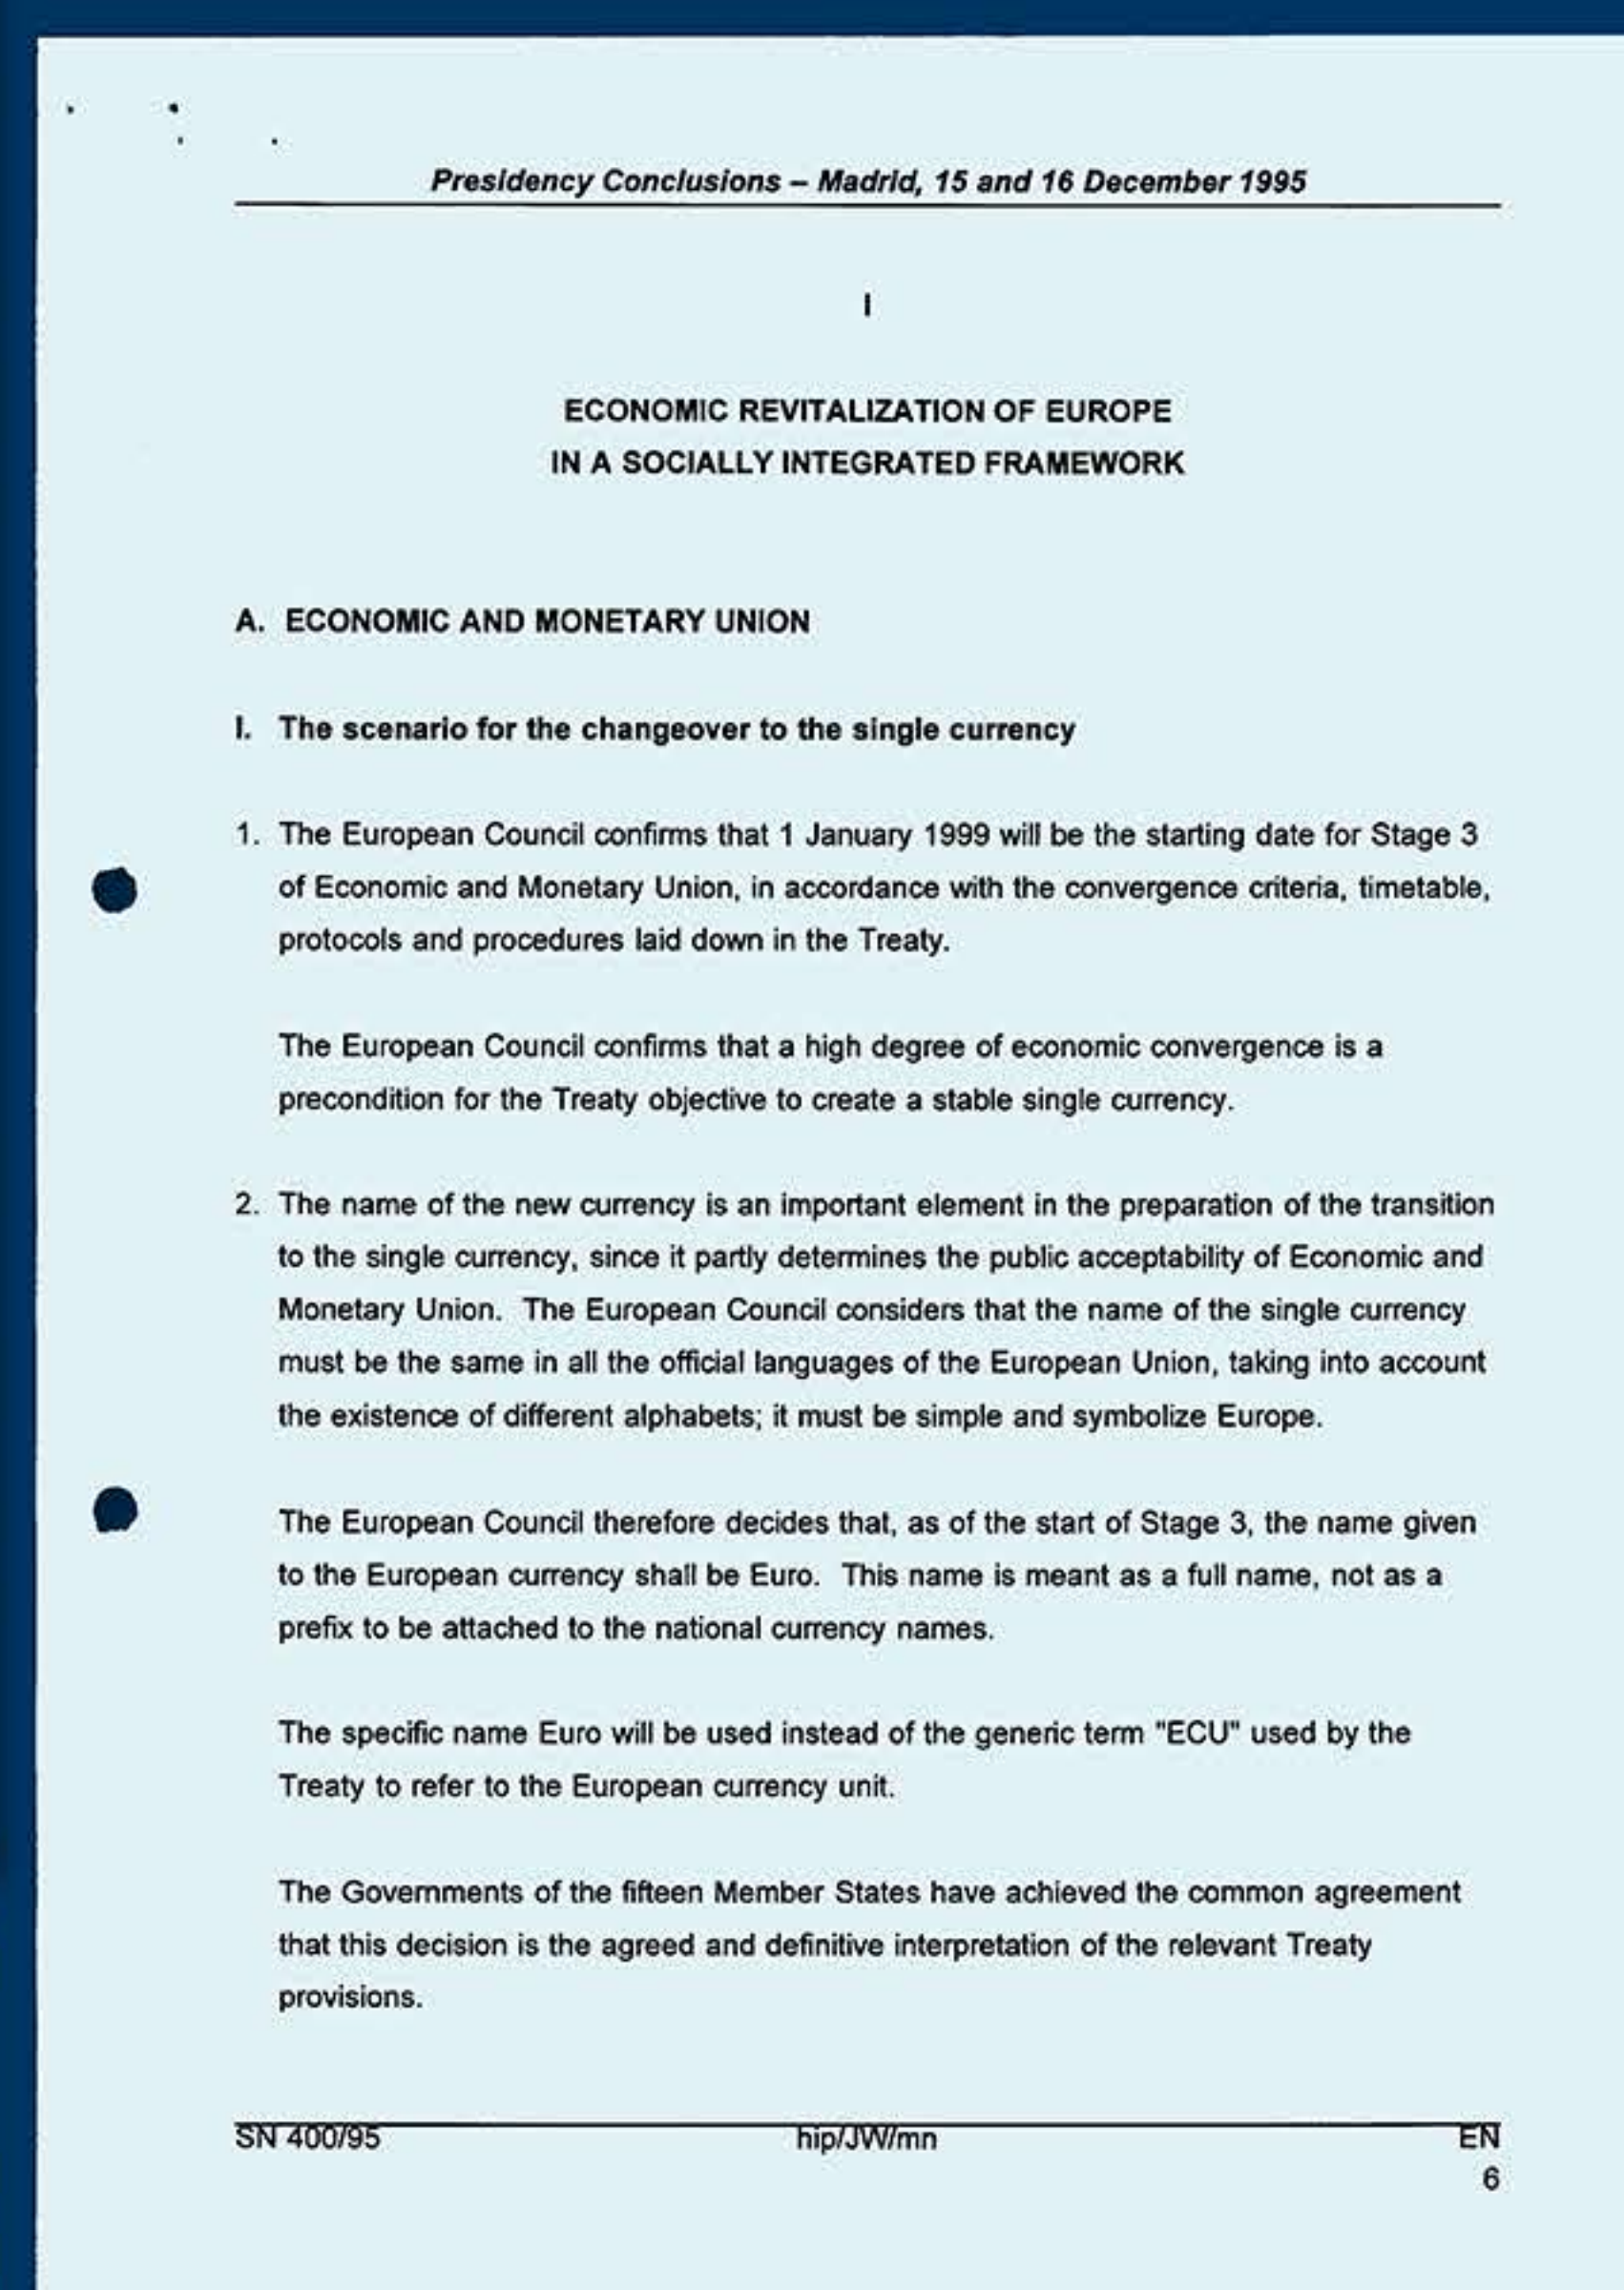 Presidency Conclusions – Madrid, 15 and 16 December 1995
I
ECONOMIC REVITALIZATION OF EUROPE
IN A SOCIALLY INTEGRATED FRAMEWORK
A. ECONOMIC AND MONETARY UNION
I. The scenario for the changeover to the single currency
1. The European Council confirms that 1 January 1999 will be the starting date for Stage 3
of Economic and Monetary Union, in accordance with the convergence criteria, timetable,
protocols and procedures laid down in the Treaty.
The European Council confirms that a high degree of economic convergence is a
precondition for the Treaty objective to create a stable single currency.
2. The name of the new currency is an important element in the preparation of the transition
to the single currency, since it partly determines the public acceptability of Economic and
Monetary Union. The European Council considers that the name of the single currency
must be the same in all the official languages of the European Union, taking into account
the existence of different alphabets; it must be simple and symbolize Europe.
The European Council therefore decides that, as of the start of Stage 3, the name given
to the European currency shall be Euro. This name is meant as a full name, not as a
prefix to be attached to the national currency names.
The specific name Euro will be used instead of the generic term "ECU" used by the
Treaty to refer to the European currency unit.
The Governments of the fifteen Member States have achieved the common agreement
that this decision is the agreed and definitive interpretation of the relevant Treaty
provisions.
SN 400/95 hip/JW/mn EN
6